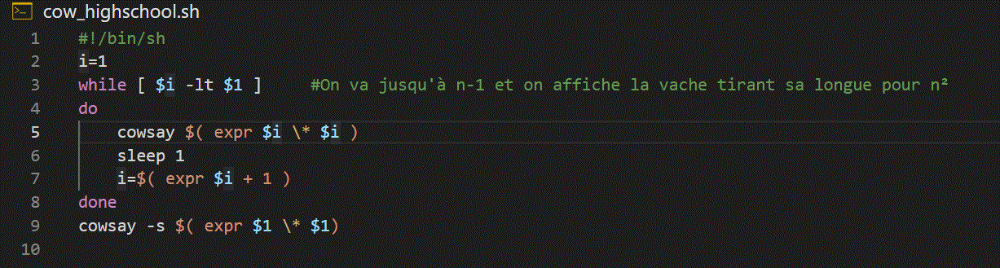 cow_highschool.sh
1 #!/bin/sh
2 i=1
3 while [ $i -lt $1 ] #On va jusqu'à n-1 et on affiche la vache tirant sa longue pour n²
4 do
5 cowsay $( expr $i \* $i )
6 sleep 1
7 i=$( expr $i + 1 )
8 done
9 cowsay -s $( expr $1 \* $1)
10